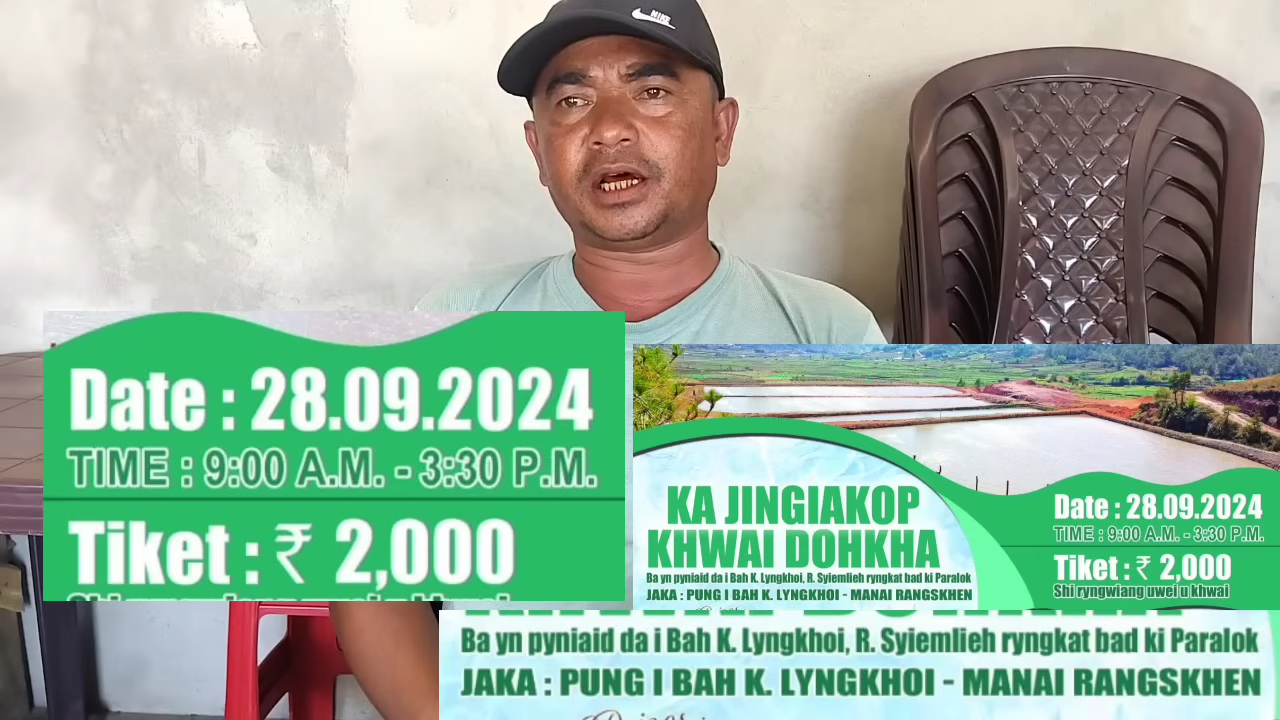 NIKE
Date : 28.09.2024
TIME : 9:00 A.M. - 3:30 P.M.
Tiket : ₹ 2,000
KA JINGIAKOP
KHWAI DOHKHA
Ba yn pyniaid da i Bah K. Lyngkhoi, R. Syiemlieh ryngkat bad ki Paralok
JAKA : PUNG I BAH K. LYNGKHOI - MANAI RANGSKHEN
Date : 28.09.2024
TIME : 9:00 A.M. - 3:30 P.M.
Tiket : ₹ 2,000
Shi ryngwiang uwei u khwai
Ba yn pyniaid da i Bah K. Lyngkhoi, R. Syiemlieh ryngkat bad ki Paralok
JAKA : PUNG I BAH K. LYNGKHOI - MANAI RANGSKHEN